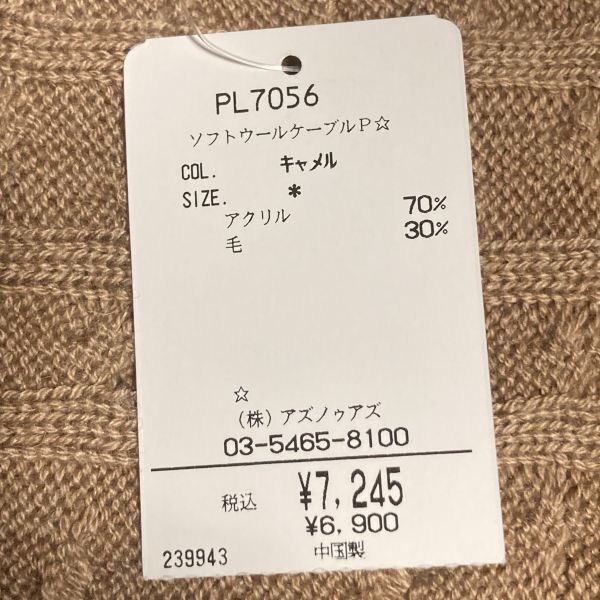 PL7056
ソフトウールケーブルP☆
COL. キャメル
SIZE. *
アクリル 70%
毛 30%
☆
(株)アズノゥアズ
03-5465-8100
税込 ¥7,245
¥6,900
239943 中国製